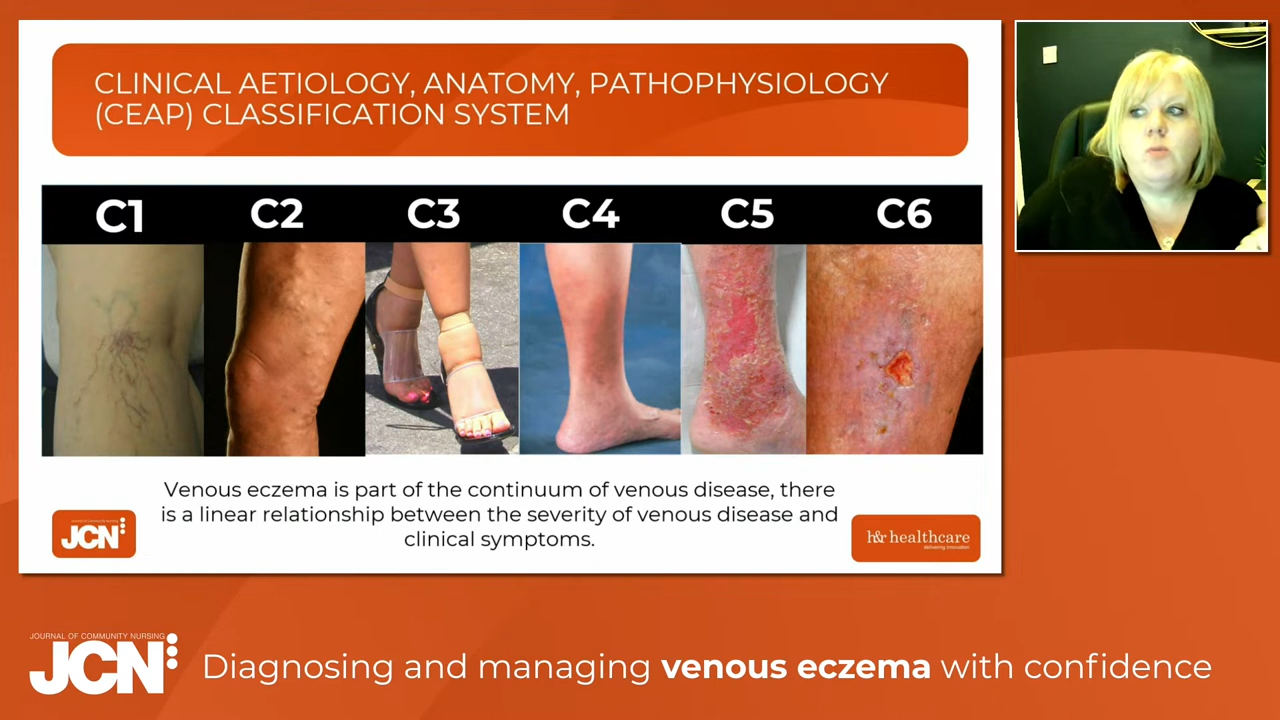 CLINICAL AETIOLOGY, ANATOMY, PATHOPHYSIOLOGY
(CEAP) CLASSIFICATION SYSTEM
C1 C2 C3 C4 C5 C6
Venous eczema is part of the continuum of venous disease, there
is a linear relationship between the severity of venous disease and
clinical symptoms.
JCN
h&r healthcare
delivering innovation
JOURNAL OF COMMUNITY NURSING
JCN
Diagnosing and managing venous eczema with confidence